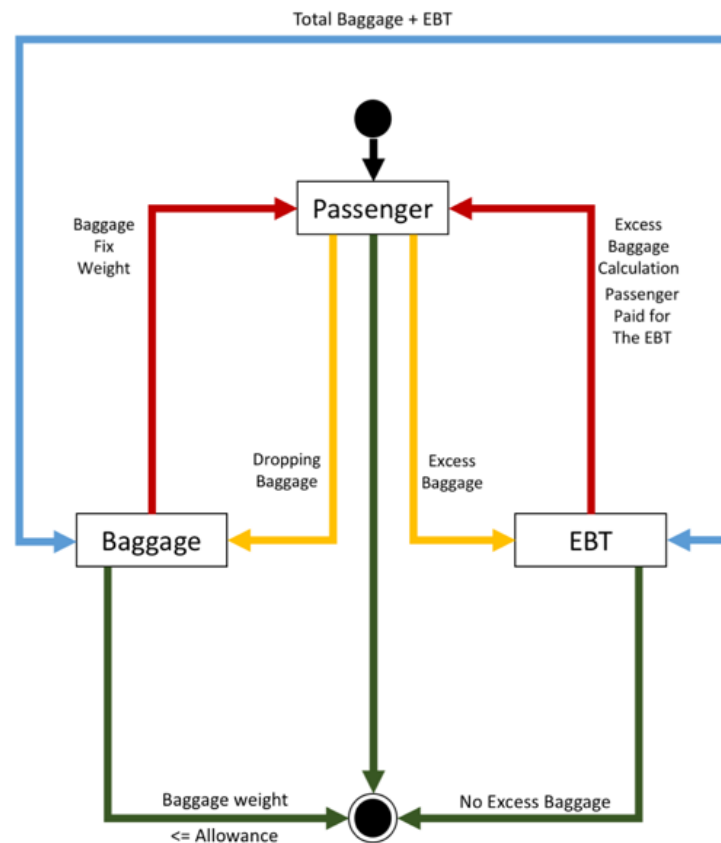 Total Baggage + EBT
Passenger
Baggage
Fix
Weight
Excess
Baggage
Calculation
Passenger
Paid for
The EBT
Dropping
Baggage
Excess
Baggage
Baggage
EBT
Baggage weight
<= Allowance
No Excess Baggage